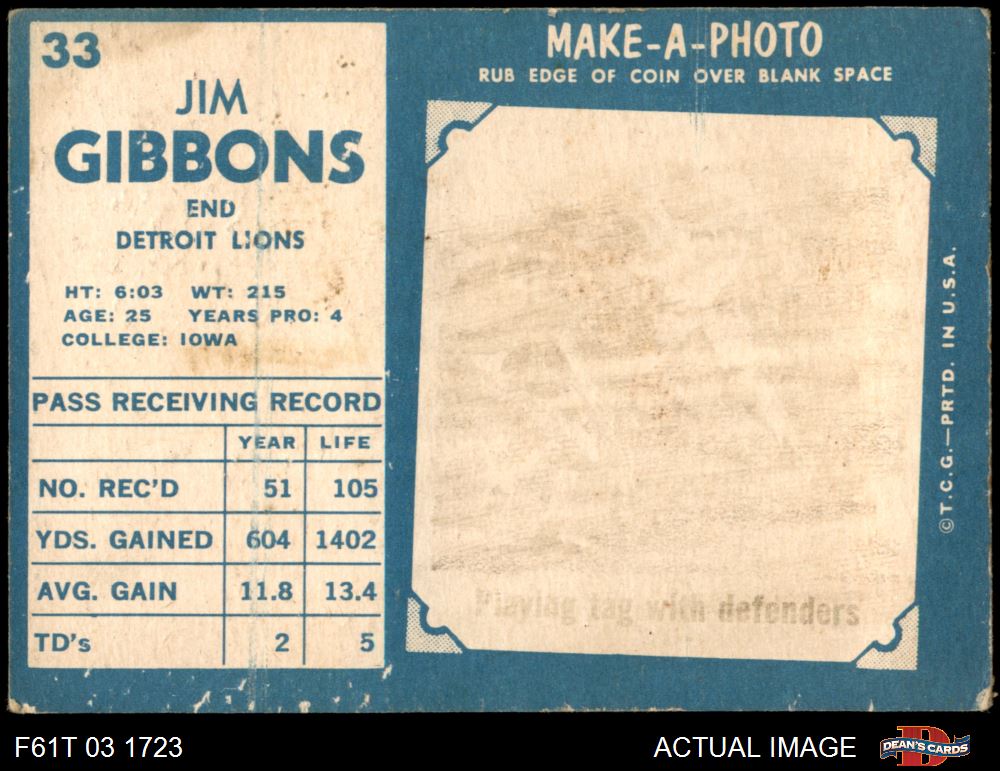 33
JIM
GIBBONS
END
DETROIT LIONS
HT: 6:03 WT: 215
AGE: 25 YEARS PRO: 4
COLLEGE: IOWA
PASS RECEIVING RECORD
YEAR LIFE
NO. REC'D 51 105
YDS. GAINED 604 1402
AVG. GAIN 11.8 13.4
TD's 2 5
MAKE-A-PHOTO
RUB EDGE OF COIN OVER BLANK SPACE
Playing tag with defenders
©T.C.G.—PRTD. IN U.S.A.
F61T 03 1723
ACTUAL IMAGE
DEAN'S CARDS